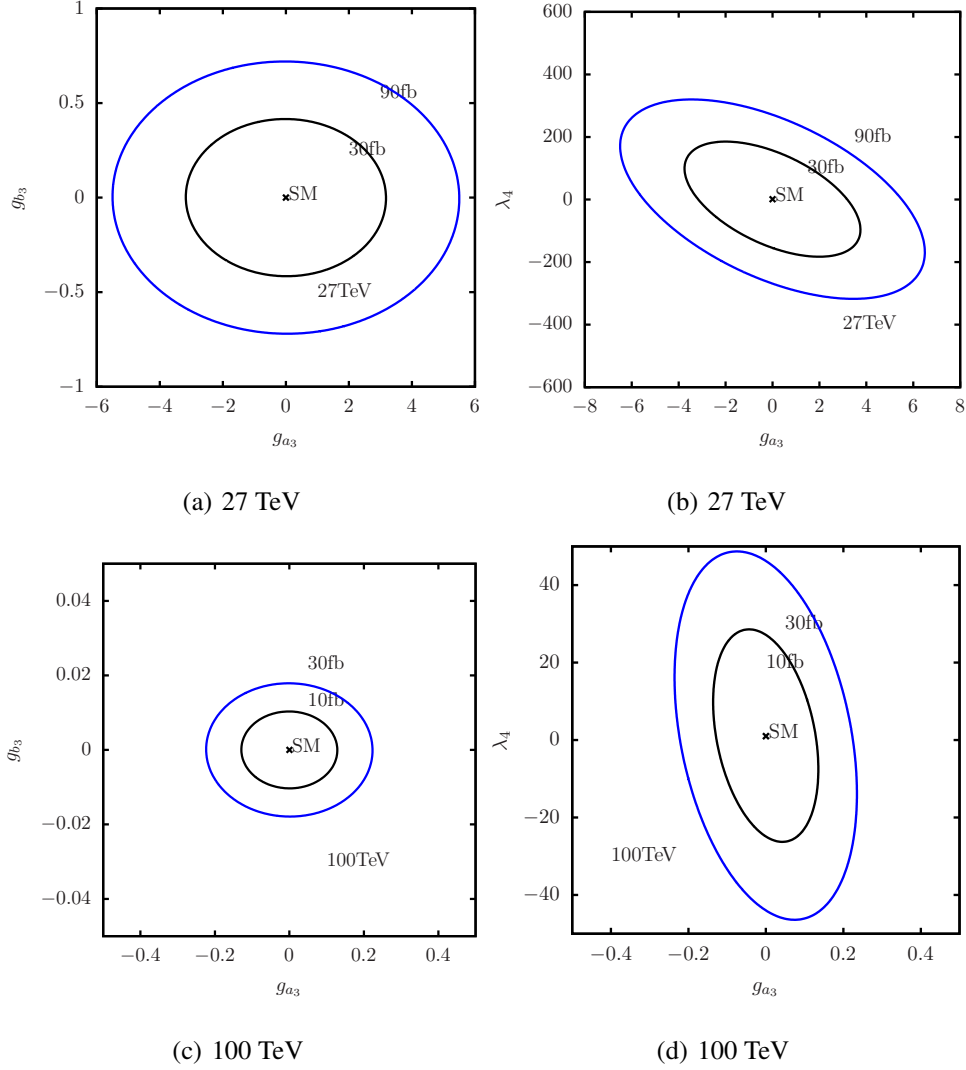 1
0.5
0
−0.5
−1
g_{b_3}
90fb
30fb
SM
27TeV
−6 −4 −2 0 2 4 6
g_{a_3}
(a) 27 TeV
600
400
200
0
−200
−400
−600
λ_4
90fb
30fb
SM
27TeV
−8 −6 −4 −2 0 2 4 6 8
g_{a_3}
(b) 27 TeV
0.04
0.02
0
−0.02
−0.04
g_{b_3}
30fb
10fb
SM
100TeV
−0.4 −0.2 0 0.2 0.4
g_{a_3}
(c) 100 TeV
40
20
0
−20
−40
λ_4
30fb
10fb
SM
100TeV
−0.4 −0.2 0 0.2 0.4
g_{a_3}
(d) 100 TeV